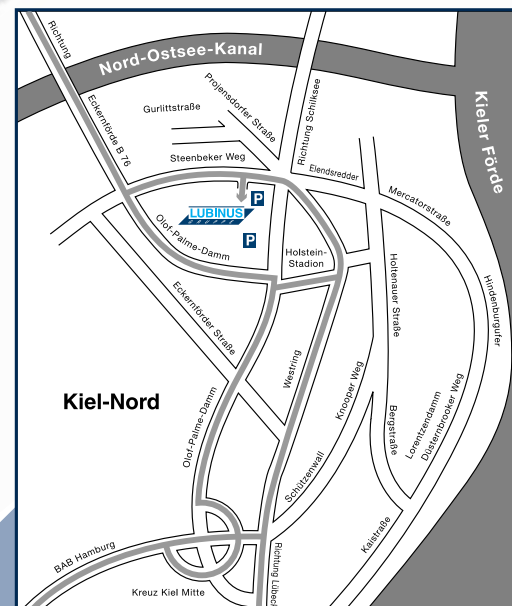 Richtung
Nord-Ostsee-Kanal
Kieler Förde
Eckernförde B 76
Projensdorfer Straße
Gurlittstraße
Richtung Schilksee
Steenbeker Weg
Elendsredder
Mercatorstraße
P
LUBINUS
GRUPPE
P
Olof-Palme-Damm
Holstein-
Stadion
Holtenauer Straße
Hindenburgufer
Eckernförder Straße
Westring
Knooper Weg
Kiel-Nord
Olof-Palme-Damm
Bergstraße
Lorentzendamm
Düsternbrooker Weg
Schützenwall
Kaistraße
BAB Hamburg
Kreuz Kiel Mitte
Richtung Lübeck